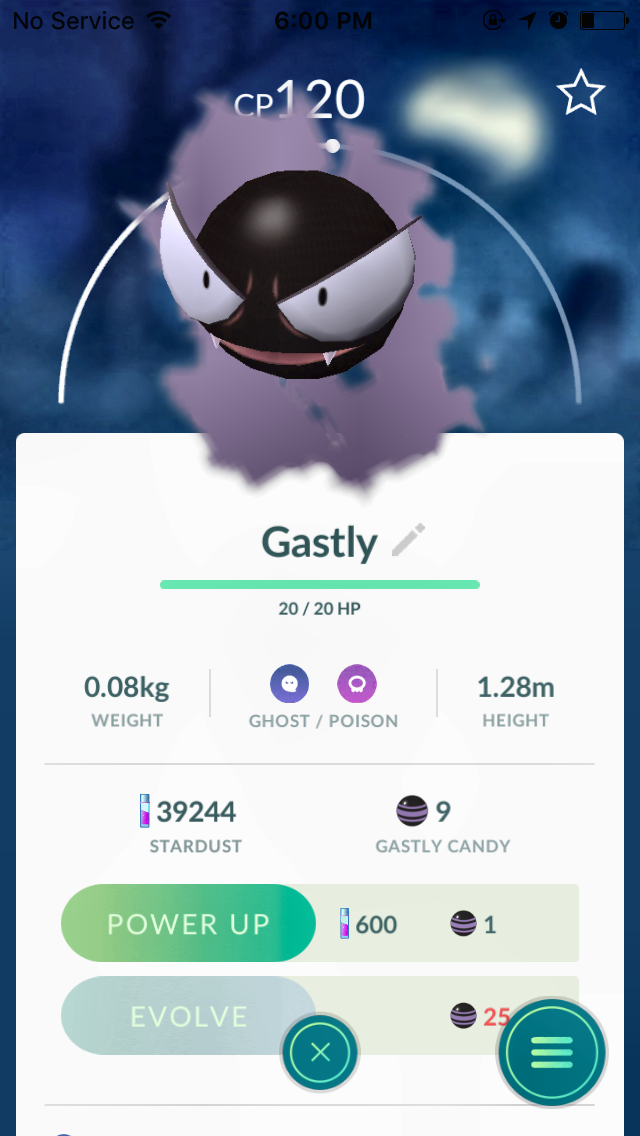 No Service 6:00 PM
CP120
Gastly
20 / 20 HP
0.08kg 1.28m
WEIGHT GHOST / POISON HEIGHT
39244 9
STARDUST GASTLY CANDY
POWER UP 600 1
EVOLVE 25